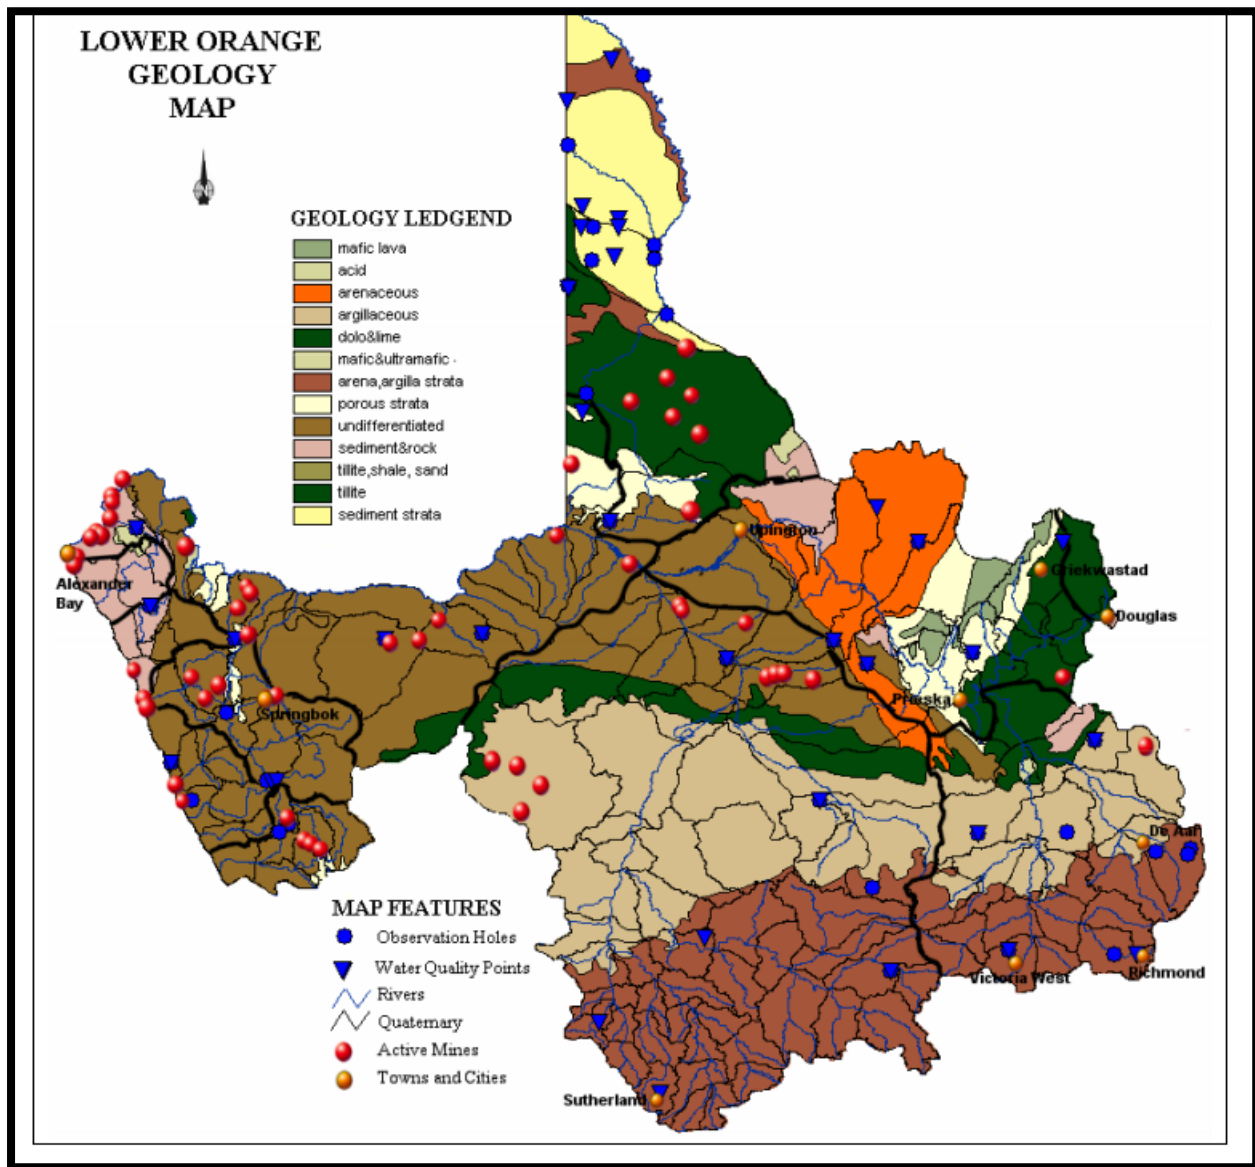 LOWER ORANGE
GEOLOGY
MAP
GEOLOGY LEDGEND
mafic lava
acid
arenaceous
argillaceous
dolo&lime
mafic&ultramafic
arena,argilla strata
porous strata
undifferentiated
sediment&rock
tillite,shale, sand
tillite
sediment strata
Upington
Griekwastad
Alexander
Bay
Douglas
Prieska
Springbok
De Aar
MAP FEATURES
Observation Holes
Water Quality Points
Rivers
Quaternary
Active Mines
Towns and Cities
Victoria West
Richmond
Sutherland